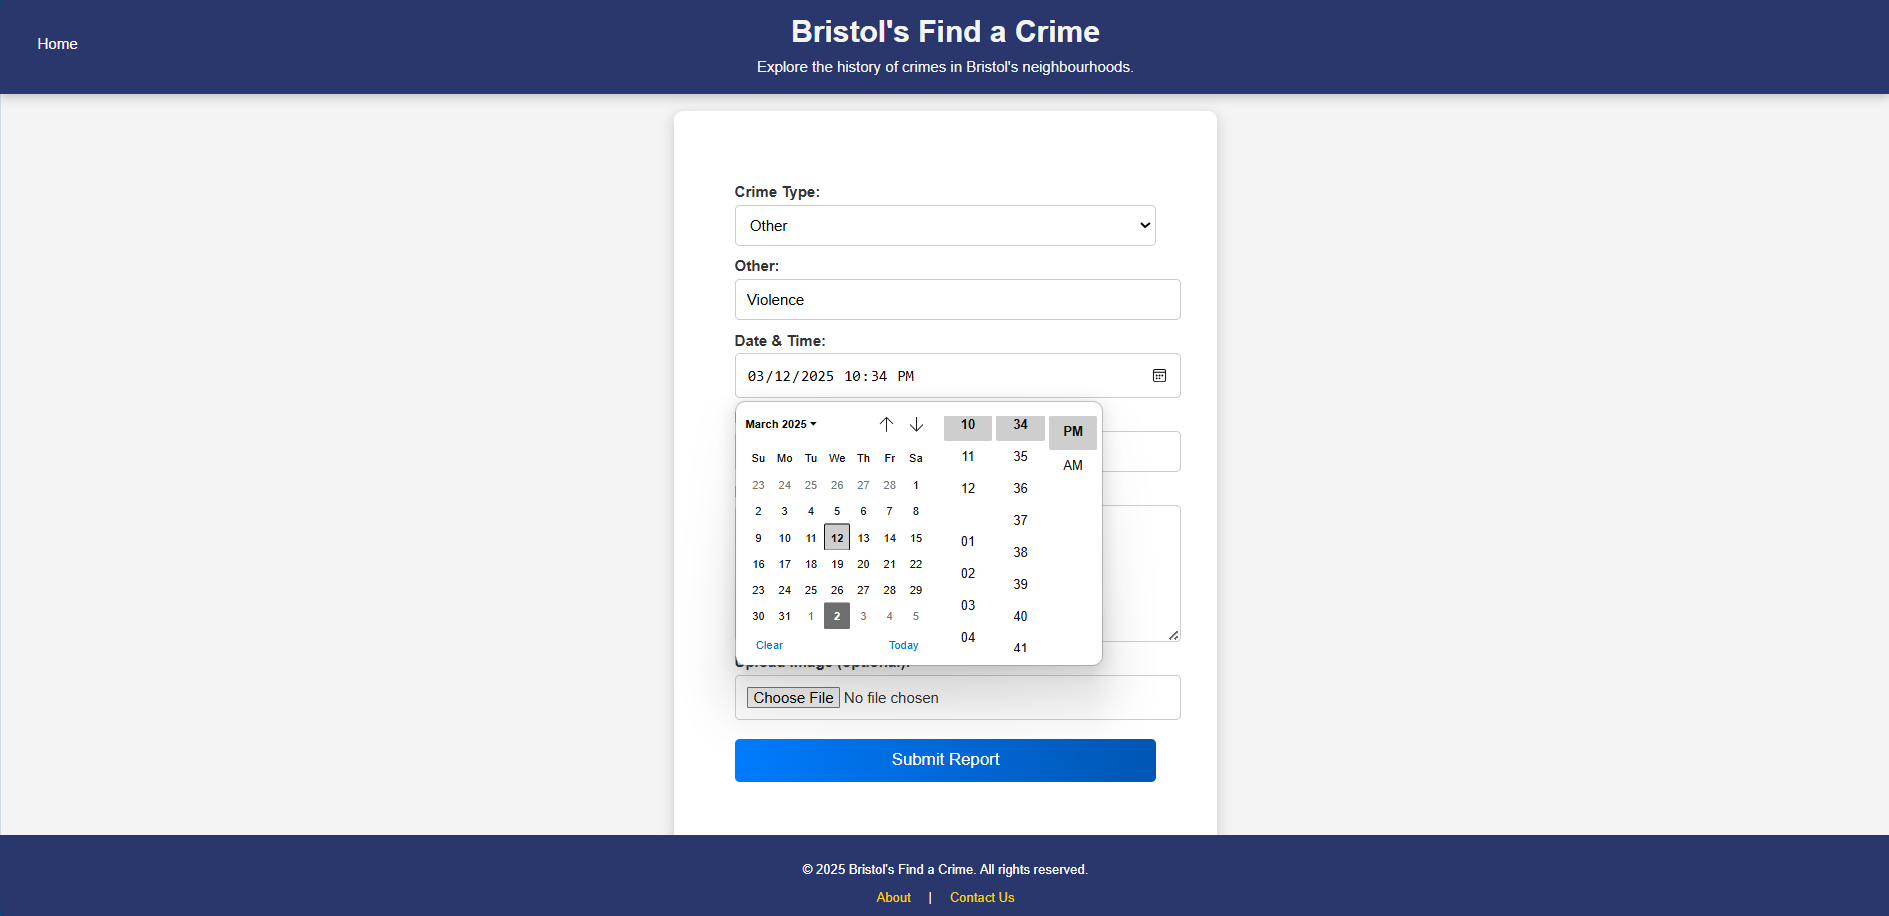 Home
Bristol's Find a Crime
Explore the history of crimes in Bristol's neighbourhoods.
Crime Type:
Other
Other:
Violence
Date & Time:
03/12/2025 10:34 PM
March 2025
Su Mo Tu We Th Fr Sa
23 24 25 26 27 28 1
2 3 4 5 6 7 8
9 10 11 12 13 14 15
16 17 18 19 20 21 22
23 24 25 26 27 28 29
30 31 1 2 3 4 5
Clear Today
10 34 PM
11 35 AM
12 36
37
01
38
02
39
03
40
04
41
Upload Image (optional):
Choose File No file chosen
Submit Report
© 2025 Bristol's Find a Crime. All rights reserved.
About | Contact Us